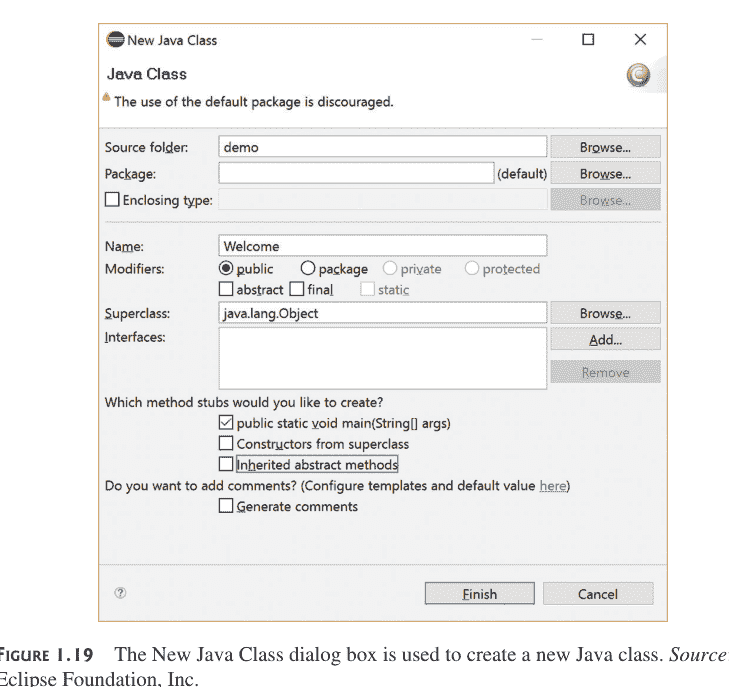 New Java Class
Java Class
The use of the default package is discouraged.
Source folder: demo Browse...
Package: (default) Browse...
Enclosing type: Browse...
Name: Welcome
Modifiers: public package private protected
abstract final static
Superclass: java.lang.Object Browse...
Interfaces: Add...
Remove
Which method stubs would you like to create?
public static void main(String[] args)
Constructors from superclass
Inherited abstract methods
Do you want to add comments? (Configure templates and default value here)
Generate comments
? Finish Cancel
FIGURE 1.19 The New Java Class dialog box is used to create a new Java class. Source:
Eclipse Foundation, Inc.